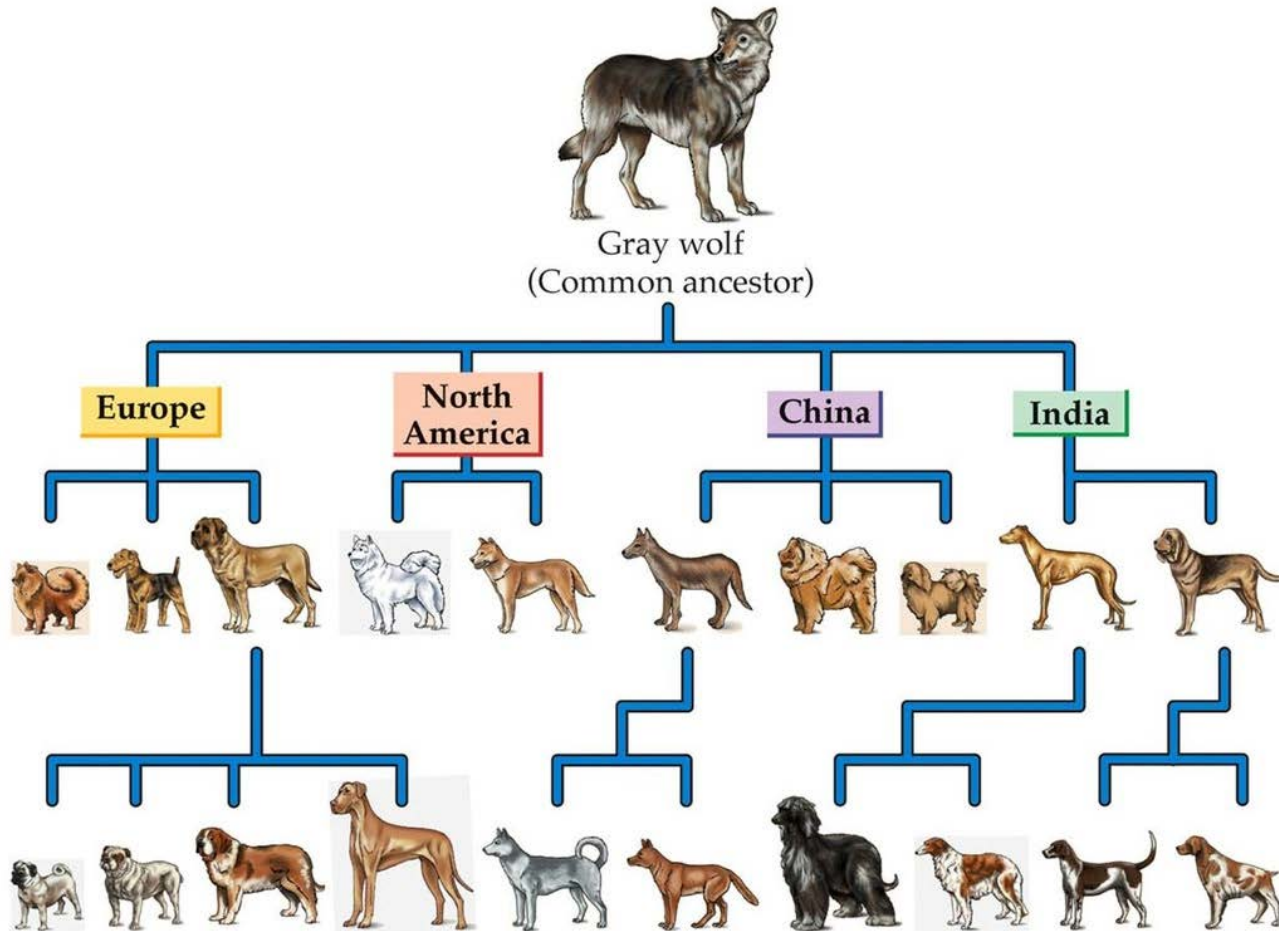 Gray wolf
(Common ancestor)
Europe
North
America
China
India